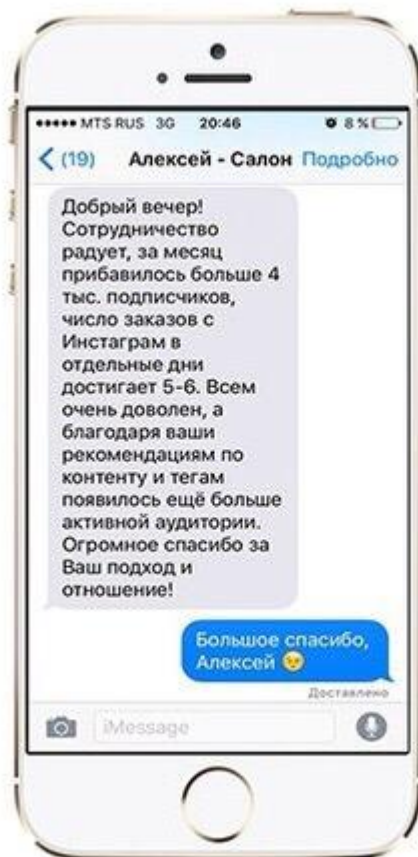 MTS RUS 3G 20:46 8 %
(19) Алексей - Салон Подробно
Добрый вечер!
Сотрудничество
радует, за месяц
прибавилось больше 4
тыс. подписчиков,
число заказов с
Инстаграм в
отдельные дни
достигает 5-6. Всем
очень доволен, а
благодаря ваши
рекомендациям по
контенту и тегам
появилось ещё больше
активной аудитории.
Огромное спасибо за
Ваш подход и
отношение!
Большое спасибо,
Алексей 😉
Доставлено
iMessage